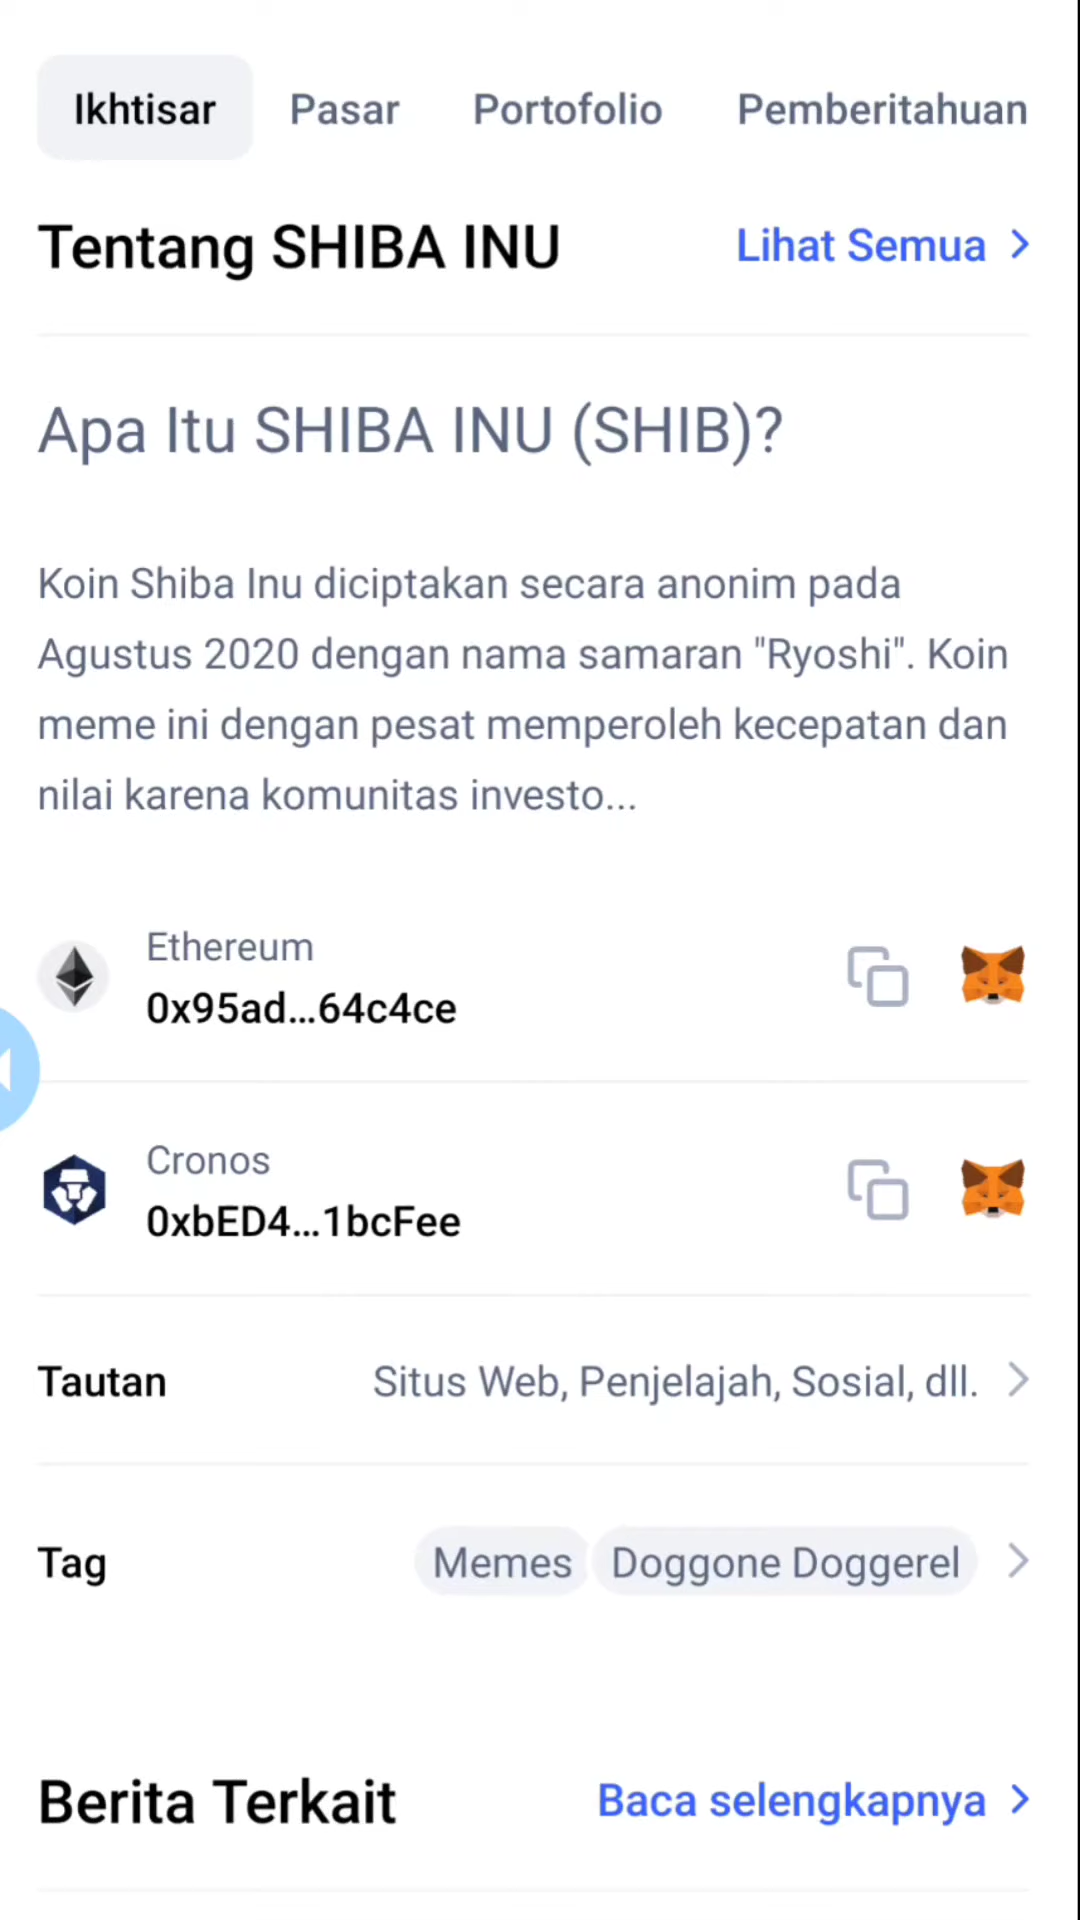 Ikhtisar Pasar Portofolio Pemberitahuan
Tentang SHIBA INU Lihat Semua
Apa Itu SHIBA INU (SHIB)?
Koin Shiba Inu diciptakan secara anonim pada
Agustus 2020 dengan nama samaran "Ryoshi". Koin
meme ini dengan pesat memperoleh kecepatan dan
nilai karena komunitas investo...
Ethereum
0x95ad...64c4ce
Cronos
0xbED4...1bcFee
Tautan Situs Web, Penjelajah, Sosial, dll.
Tag Memes Doggone Doggerel
Berita Terkait Baca selengkapnya